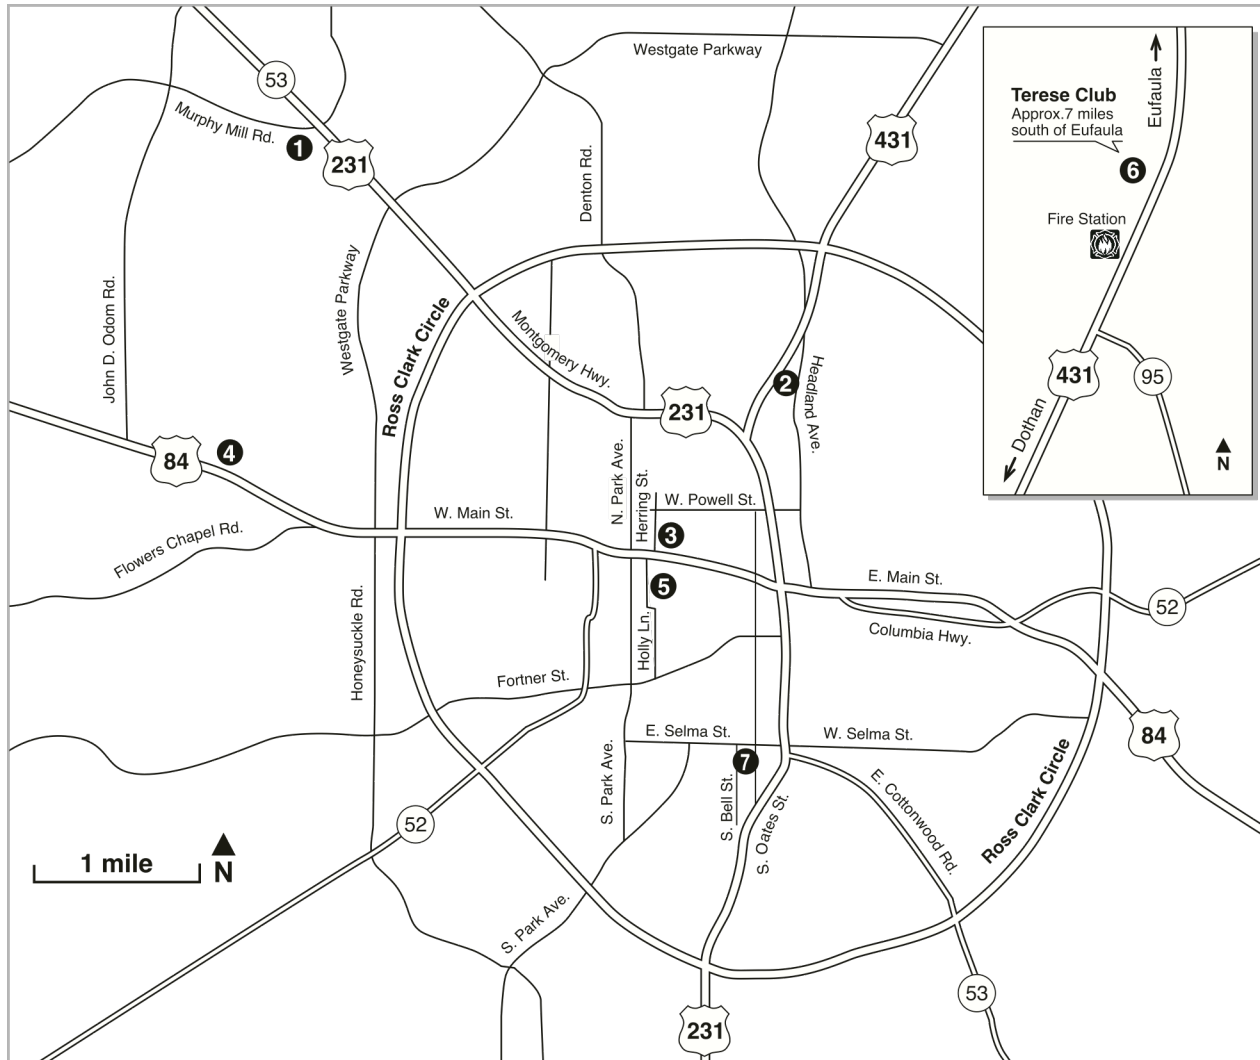 Westgate Parkway
53
Murphy Mill Rd.
1
231
431
Denton Rd.
Eufaula
Terese Club
Approx.7 miles
south of Eufaula
6
Fire Station
431
95
Dothan
N
John D. Odom Rd.
Westgate Parkway
Ross Clark Circle
Montgomery Hwy.
231
2
Headland Ave.
84
4
Flowers Chapel Rd.
W. Main St.
N. Park Ave.
Herring St.
W. Powell St.
3
5
E. Main St.
52
Columbia Hwy.
Honeysuckle Rd.
Holly Ln.
Fortner St.
E. Selma St.
W. Selma St.
84
7
S. Park Ave.
S. Bell St.
S. Oates St.
E. Cottonwood Rd.
Ross Clark Circle
52
1 mile
N
S. Park Ave.
53
231